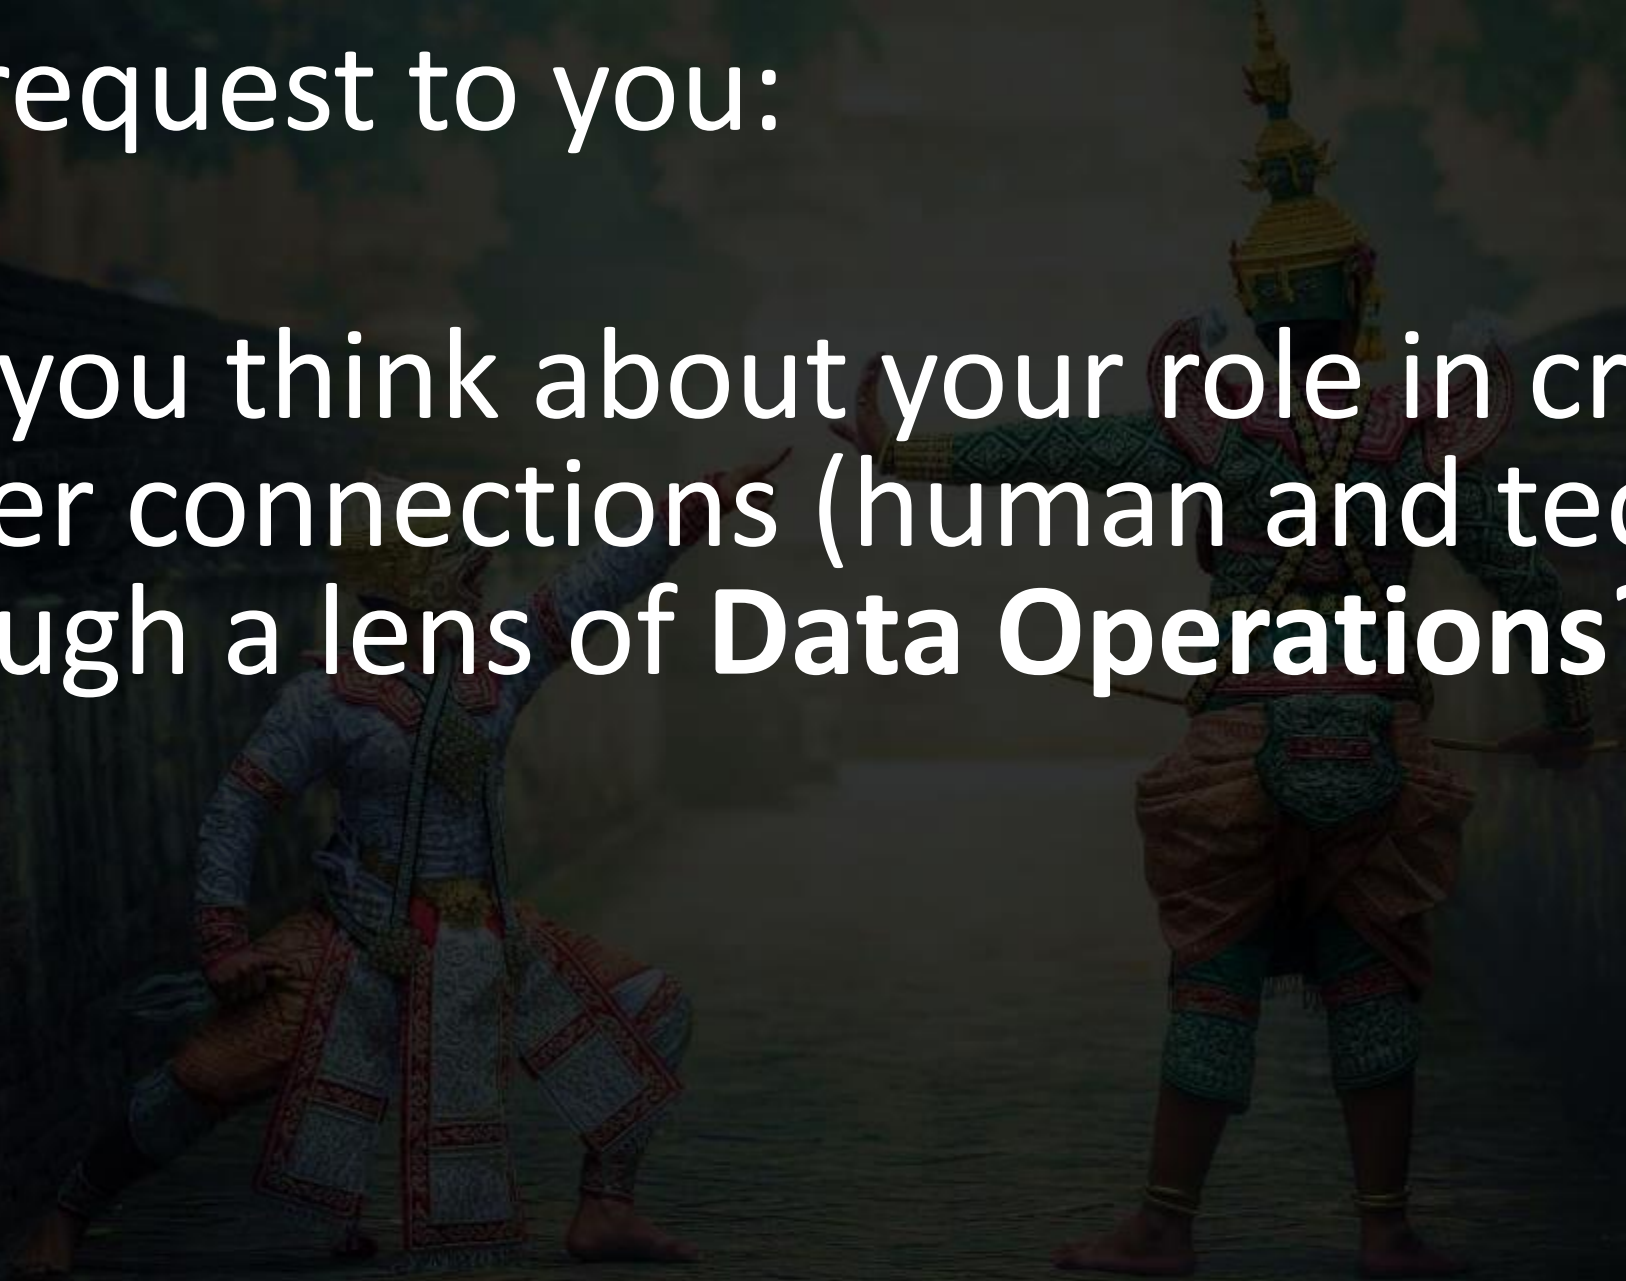 request to you:
you think about your role in cr
er connections (human and tec
ugh a lens of Data Operations?